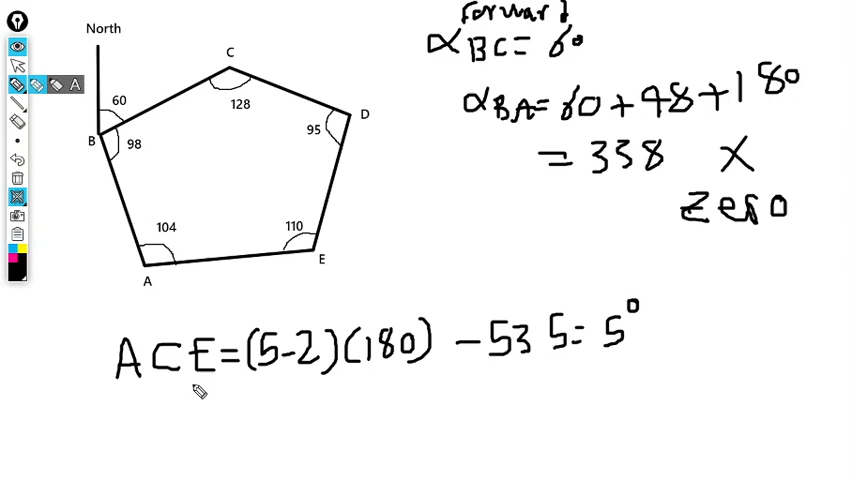 North
60
B
98
C
128
D
95
104
110
A
E
forward
αBC= 60
αBA= 60+98+180
= 338 X
zero
ACE=(5-2)(180) -535= 5°
A